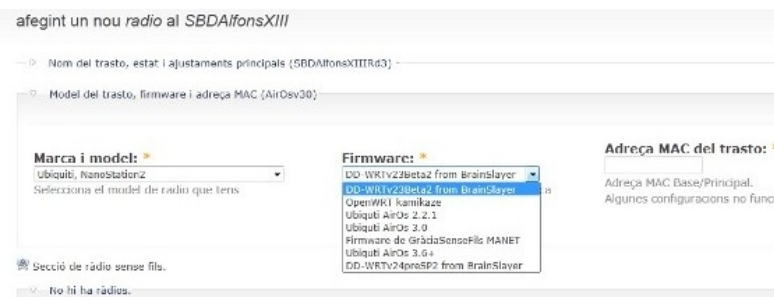 afegint un nou radio al SBDAlfonsXIII
Nom del trasto, estat i ajustaments principals (SBDAlfonsXIIIRd3)
Model del trasto, firmware i adreça MAC (AirOsv30)
Marca i model: *
Ubiquiti, NanoStation2
Selecciona el model de radio que tens
Firmware: *
DD-WRTv23Beta2 from BrainSlayer
DD-WRTv23Beta2 from BrainSlayer
OpenWRT kamikaze
Ubiquti AirOs 2.2.1
Ubiquti AirOs 3.0
Firmware de GràciaSenseFils MANET
Ubiquti AirOs 3.6+
DD-WRTv24preSP2 from BrainSlayer
a
Adreça MAC del trasto: *
Adreça MAC Base/Principal.
Algunes configuracions no func
Secció de ràdio sense fils.
No hi ha ràdios.